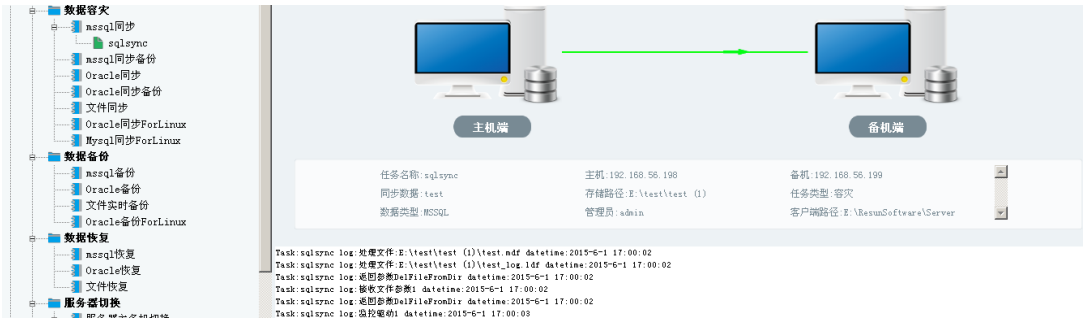 数据容灾
mssql同步
sqlsync
mssql同步备份
Oracle同步
Oracle同步备份
文件同步
Oracle同步ForLinux
Mysql同步ForLinux
数据备份
mssql备份
Oracle备份
文件实时备份
Oracle备份ForLinux
数据恢复
mssql恢复
Oracle恢复
文件恢复
服务器切换
服务器主备机切换
主机端
备机端
任务名称:sqlsync
主机:192.168.56.198
备机:192.168.56.199
同步数据:test
存储路径:E:\test\test (1)
任务类型:容灾
数据类型:MSSQL
管理员:admin
客户端路径:E:\ResunSoftware\Server
Task:sqlsync log:处理文件:E:\test\test (1)\test.mdf datetime:2015-6-1 17:00:02
Task:sqlsync log:处理文件:E:\test\test (1)\test_log.ldf datetime:2015-6-1 17:00:02
Task:sqlsync log:返回参数DelFileFromDir datetime:2015-6-1 17:00:02
Task:sqlsync log:接收文件参数1 datetime:2015-6-1 17:00:02
Task:sqlsync log:返回参数DelFileFromDir datetime:2015-6-1 17:00:02
Task:sqlsync log:监控驱动1 datetime:2015-6-1 17:00:03